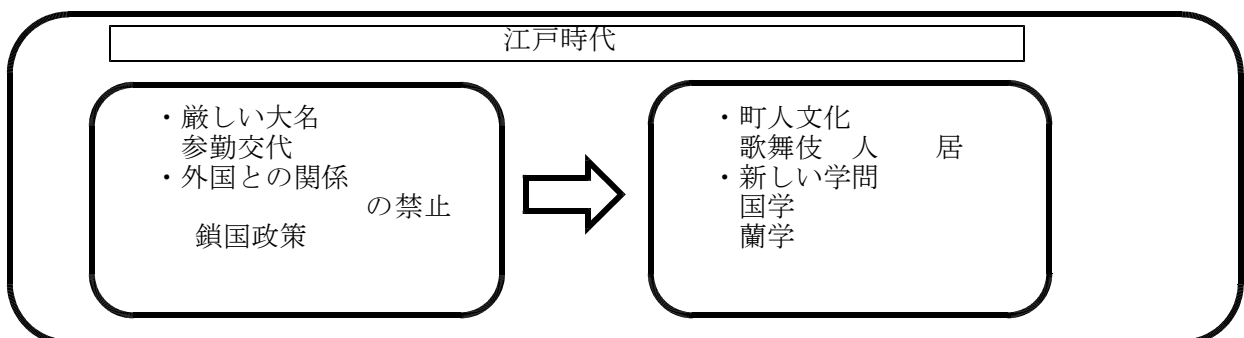 江戸時代
・厳しい大名
参勤交代
・外国との関係
の禁止
鎖国政策
・町人文化
歌舞伎　人　　居
・新しい学問
国学
蘭学